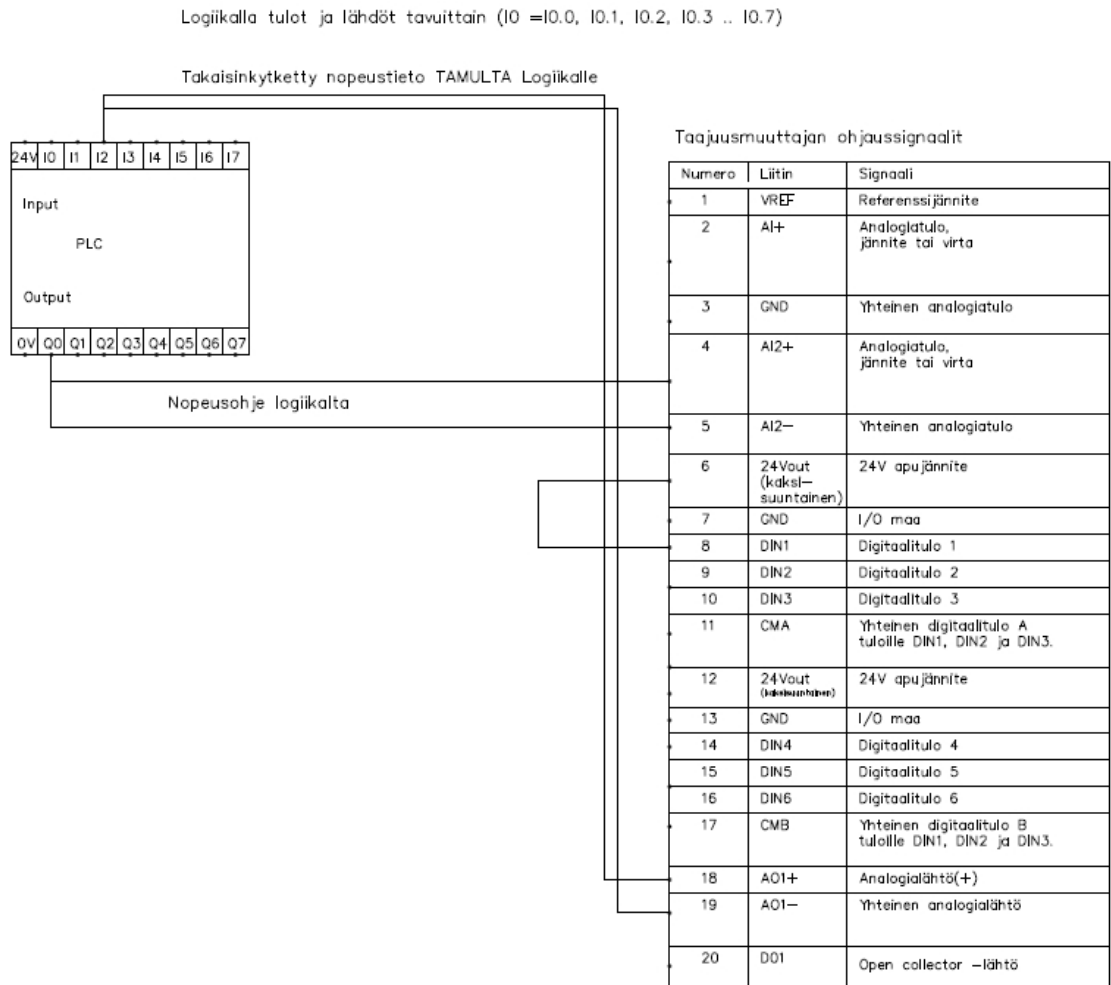 Logiikalla tulot ja lähdöt tavuittain (I0 =I0.0, I0.1, I0.2, I0.3 .. I0.7)
Takaisinkytketty nopeustieto TAMULTA Logiikalle
24V I0 I1 I2 I3 I4 I5 I6 I7
Input
PLC
Output
0V Q0 Q1 Q2 Q3 Q4 Q5 Q6 Q7
Nopeusohje logiikalta
Taajuusmuuttajan ohjaussignaalit
Numero Liitin Signaali
1 VREF Referenssijännite
2 AI+ Analogiatulo,
jännite tai virta
3 GND Yhteinen analogiatulo
4 AI2+ Analogiatulo,
jännite tai virta
5 AI2– Yhteinen analogiatulo
6 24Vout 24V apujännite
(kaksi–
suuntainen)
7 GND I/O maa
8 DIN1 Digitaalitulo 1
9 DIN2 Digitaalitulo 2
10 DIN3 Digitaalitulo 3
11 CMA Yhteinen digitaalitulo A
tuloille DIN1, DIN2 ja DIN3.
12 24Vout 24V apujännite
(kaksisuuntainen)
13 GND I/O maa
14 DIN4 Digitaalitulo 4
15 DIN5 Digitaalitulo 5
16 DIN6 Digitaalitulo 6
17 CMB Yhteinen digitaalitulo B
tuloille DIN1, DIN2 ja DIN3.
18 AO1+ Analogialähtö(+)
19 AO1– Yhteinen analogialähtö
20 DO1 Open collector –lähtö